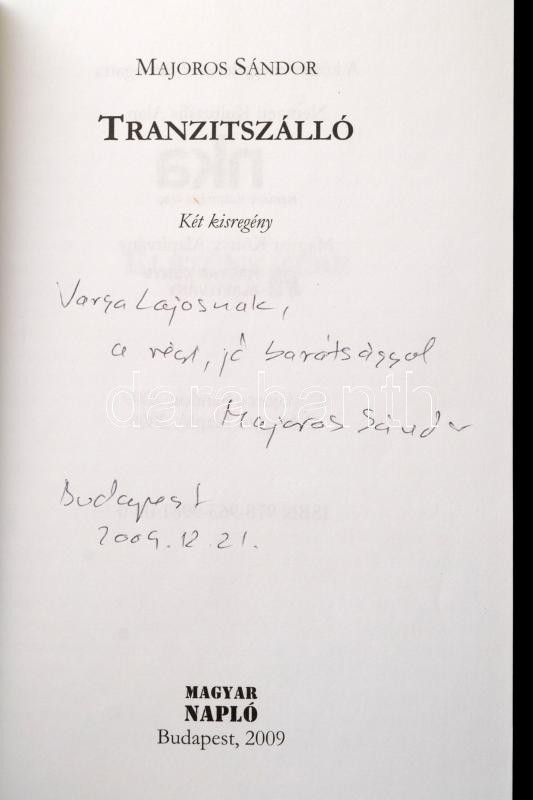 MAJOROS SÁNDOR
TRANZITSZÁLLÓ
Két kisregény
Varga Lajosnak,
a régi, jó barátsággal
darabanth
Majoros Sándor
Budapest
2009.12.21.
MAGYAR
NAPLÓ
Budapest, 2009